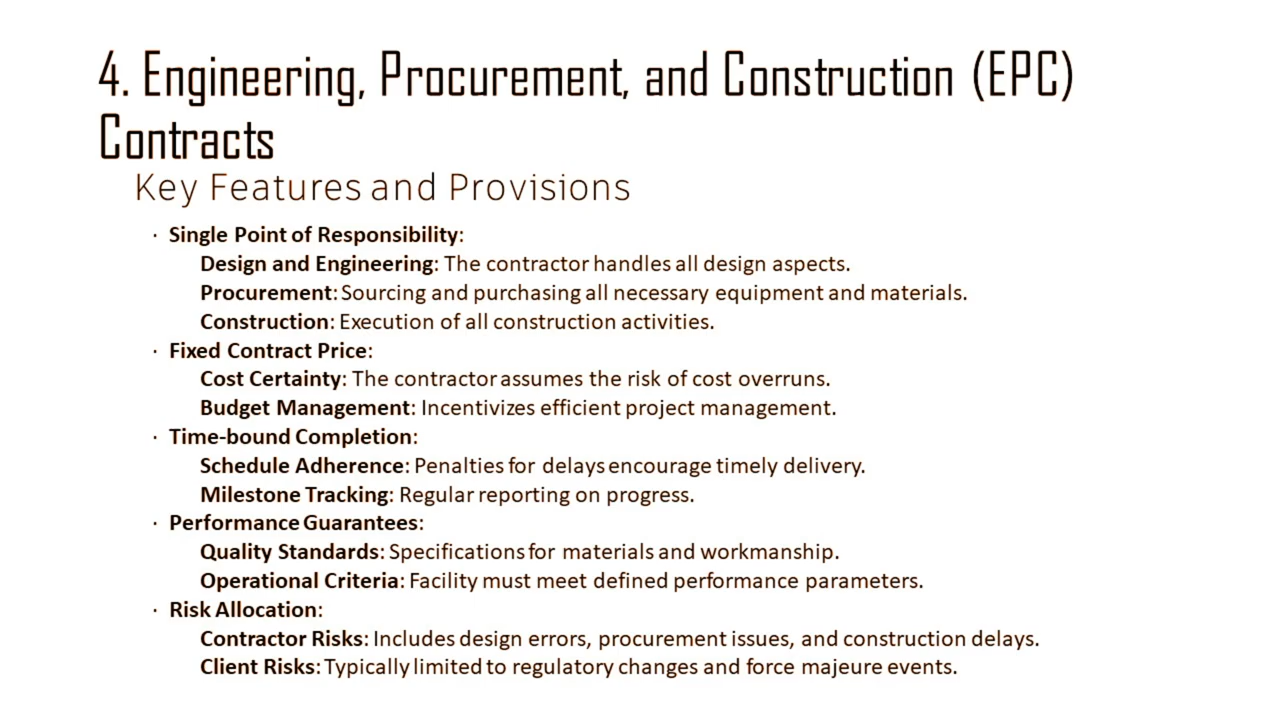 4. Engineering, Procurement, and Construction (EPC)
Contracts
Key Features and Provisions
· Single Point of Responsibility:
Design and Engineering: The contractor handles all design aspects.
Procurement: Sourcing and purchasing all necessary equipment and materials.
Construction: Execution of all construction activities.
· Fixed Contract Price:
Cost Certainty: The contractor assumes the risk of cost overruns.
Budget Management: Incentivizes efficient project management.
· Time-bound Completion:
Schedule Adherence: Penalties for delays encourage timely delivery.
Milestone Tracking: Regular reporting on progress.
· Performance Guarantees:
Quality Standards: Specifications for materials and workmanship.
Operational Criteria: Facility must meet defined performance parameters.
· Risk Allocation:
Contractor Risks: Includes design errors, procurement issues, and construction delays.
Client Risks: Typically limited to regulatory changes and force majeure events.